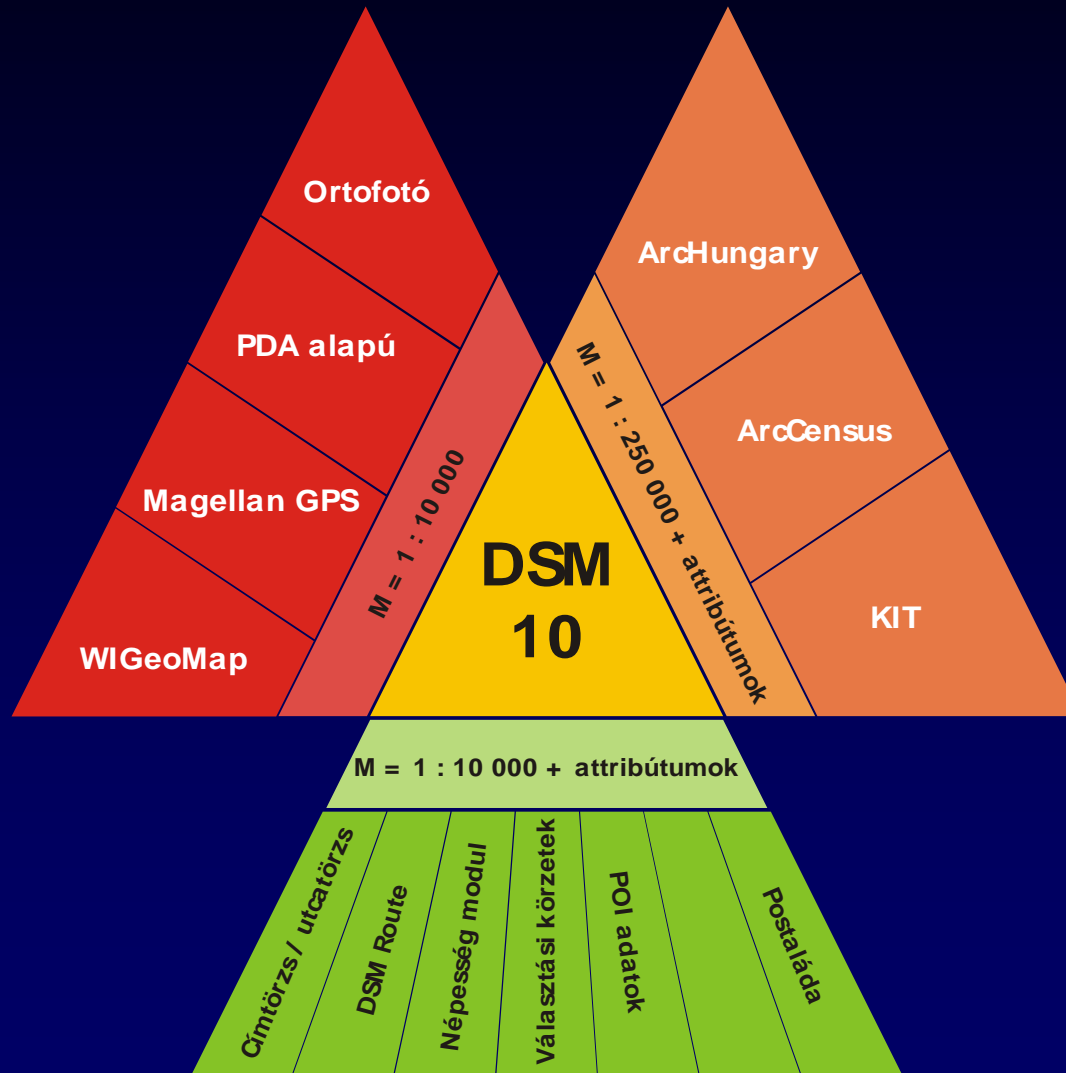 Ortofotó
PDA alapú
Magellan GPS
WIGeoMap
M = 1 : 10 000
DSM
10
M = 1 : 250 000 + attribútumok
ArcHungary
ArcCensus
KIT
M = 1 : 10 000 + attribútumok
Címtörzs / utcatörzs
DSM Route
Népesség modul
Választási körzetek
POI adatok
Postaláda